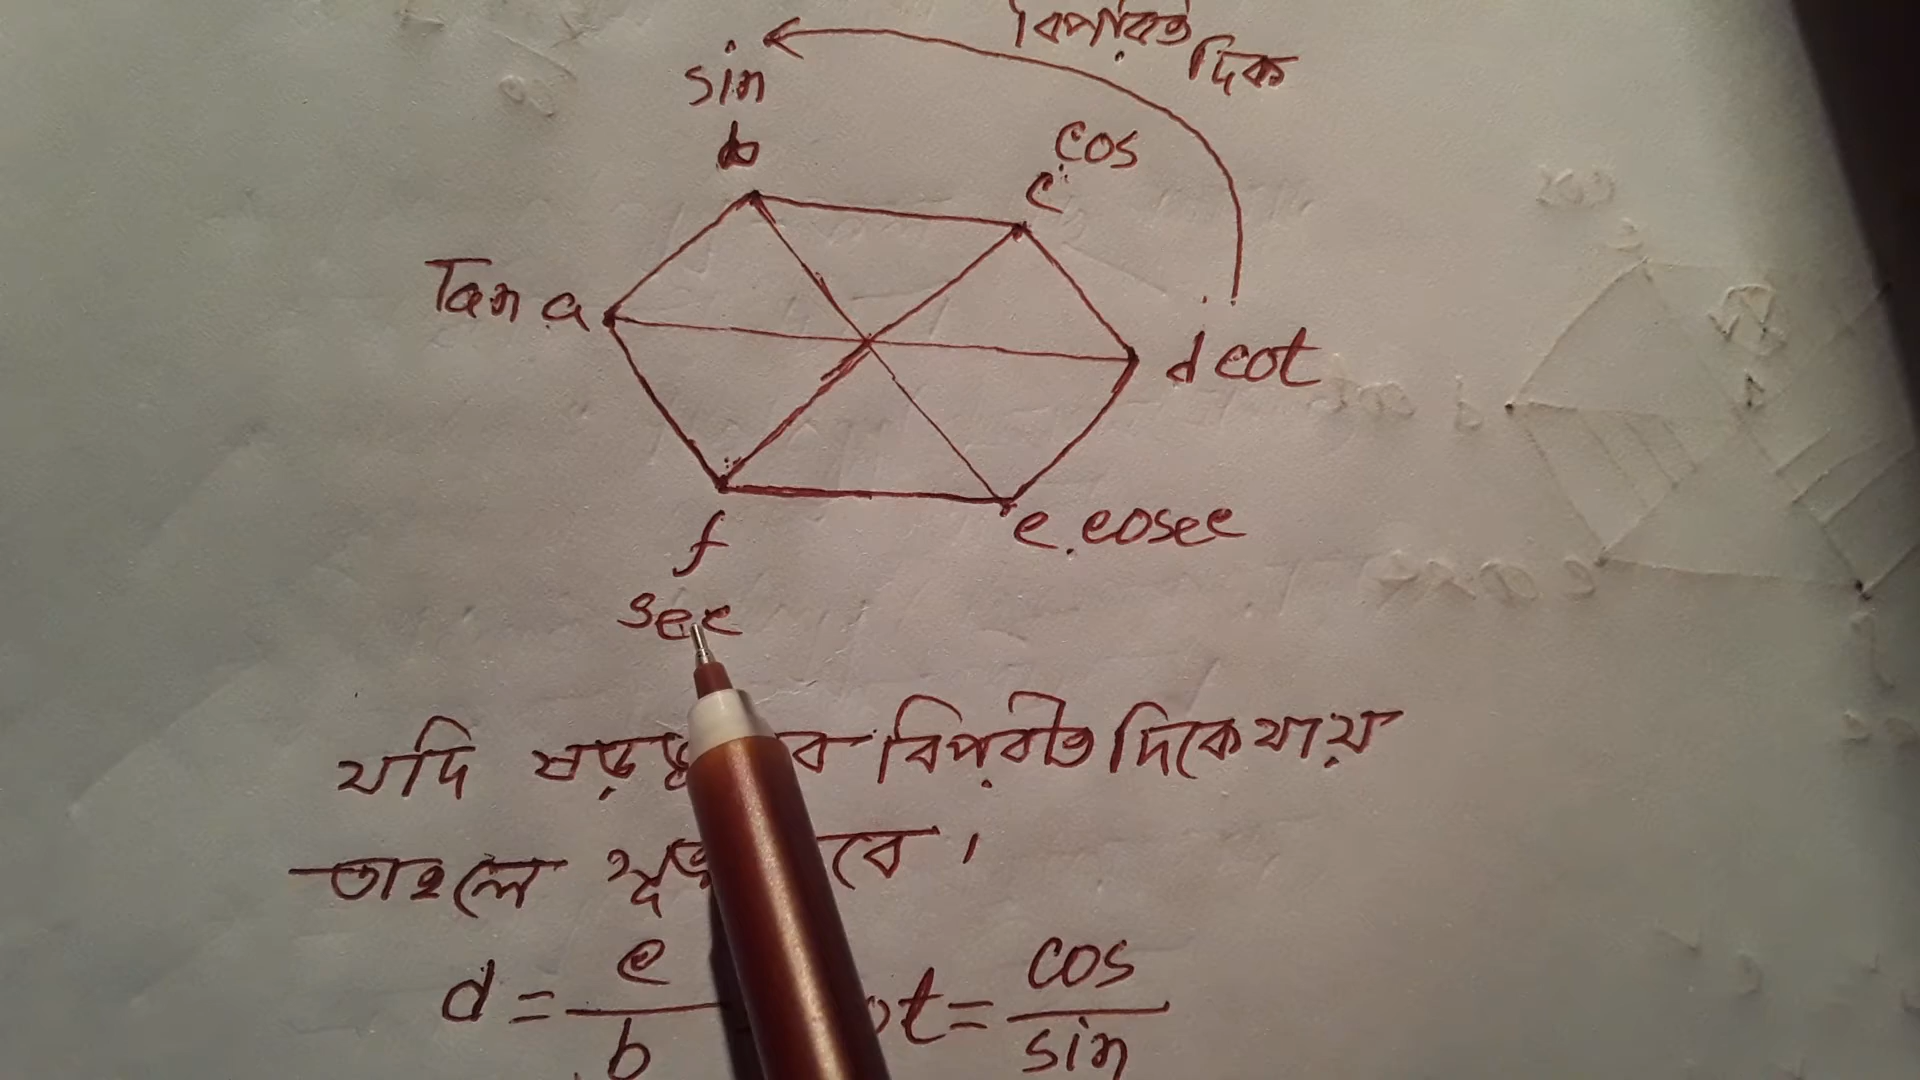 বিপরিত
দিক
sin
b
cos
c
Tan a
d cot
e. cosec
f
sec
যদি বিপরীত দিকে যায়
তাহলে
d = c/b
= cos/sin